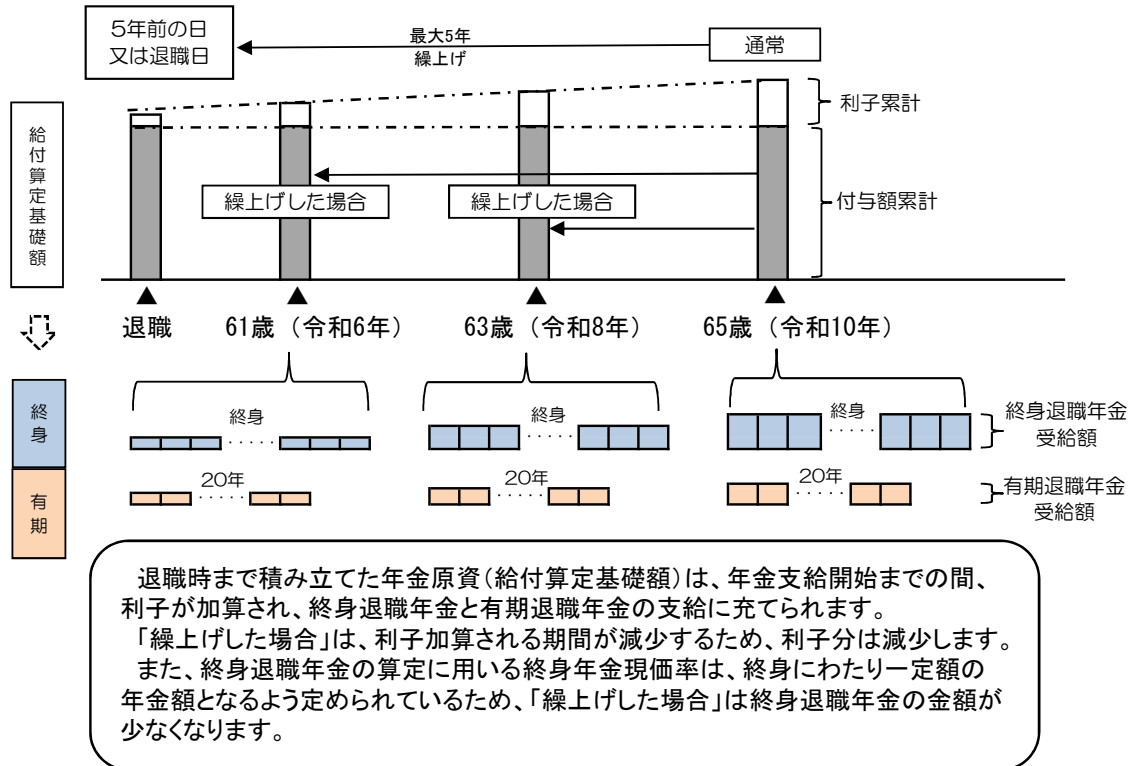 5年前の日
又は退職日
最大5年
繰上げ
通常
利子累計
給付算定基礎額
繰上げした場合
繰上げした場合
付与額累計
退職
61歳（令和6年）
63歳（令和8年）
65歳（令和10年）
終身
終身
終身
終身
‥‥‥
‥‥‥
‥‥‥
終身退職年金
受給額
有期
20年
20年
20年
‥‥‥
‥‥‥
‥‥‥
有期退職年金
受給額
退職時まで積み立てた年金原資（給付算定基礎額）は、年金支給開始までの間、
利子が加算され、終身退職年金と有期退職年金の支給に充てられます。
「繰上げした場合」は、利子加算される期間が減少するため、利子分は減少します。
また、終身退職年金の算定に用いる終身年金現価率は、終身にわたり一定額の
年金額となるよう定められているため、「繰上げした場合」は終身退職年金の金額が
少なくなります。